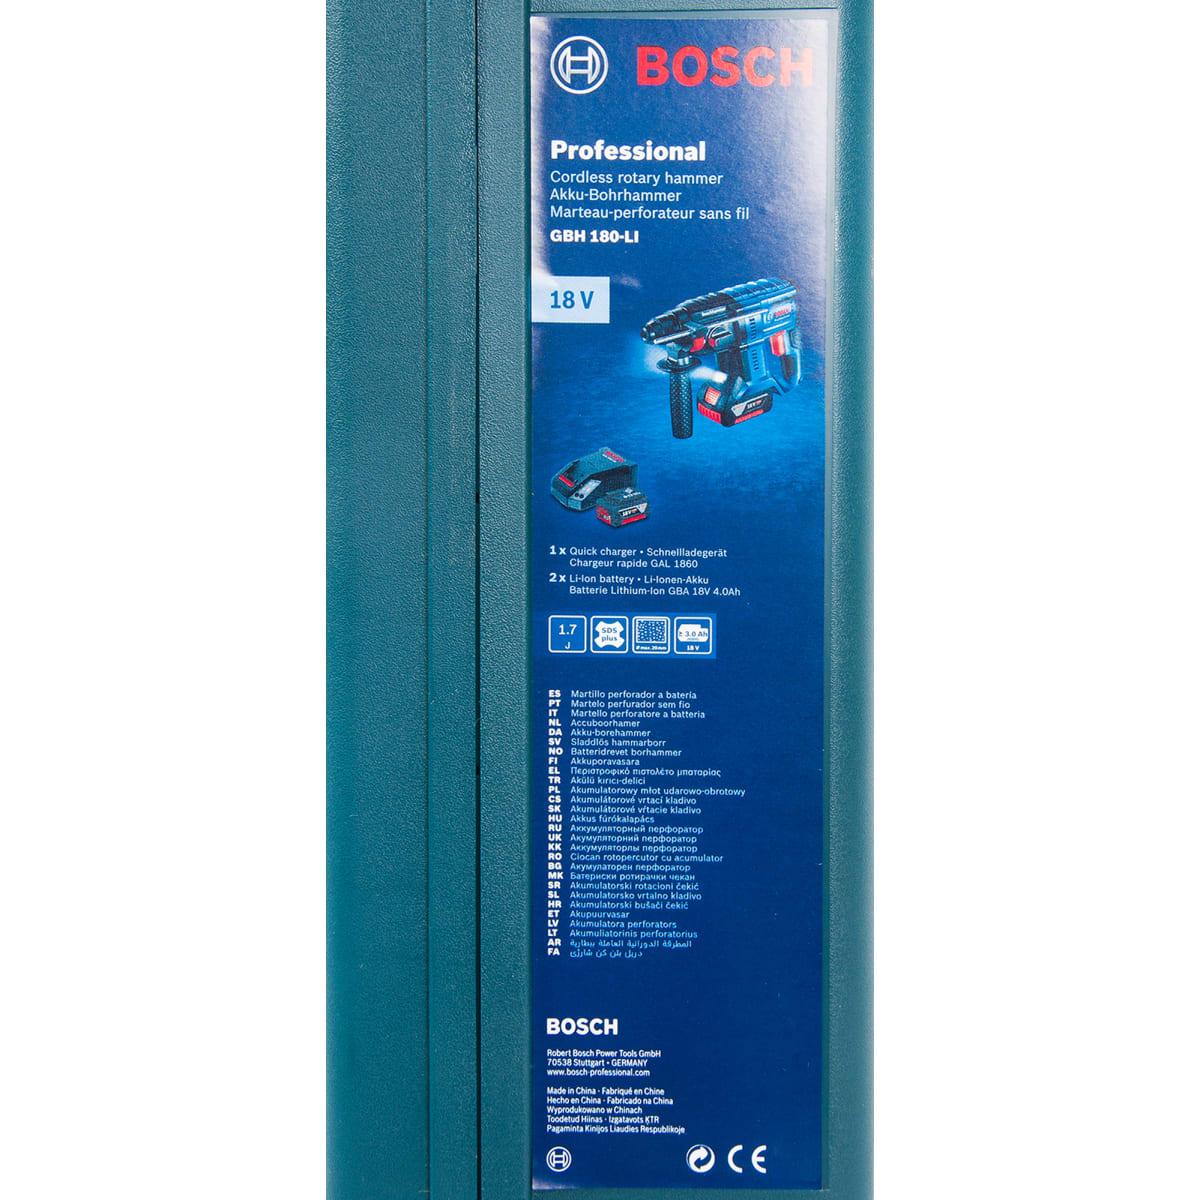 BOSCH
Professional
Cordless rotary hammer
Akku-Bohrhammer
Marteau-perforateur sans fil
GBH 180-LI
18 V
1 x Quick charger • Schnellladegerät
Chargeur rapide GAL 1860
2 x Li-Ion battery • Li-Ionen-Akku
Batterie Lithium-Ion GBA 18V 4.0Ah
1.7 J
SDS plus
Ø max. 20mm
≥ 3.0 Ah
18 V
ES Martillo perforador a batería
PT Martelo perfurador sem fio
IT Martello perforatore a batteria
NL Accuboorhamer
DA Akku-borehammer
SV Sladdlös hammarborr
NO Batteridrevet borhammer
FI Akkuporavasara
EL Περιστροφικό πιστολέτο μπαταρίας
TR Akülü kırıcı-delici
PL Akumulatorowy młot udarowo-obrotowy
CS Akumulátorové vrtací kladivo
SK Akumulátorové vŕtacie kladivo
HU Akkus fúrókalapács
RU Аккумуляторный перфоратор
UK Акумуляторний перфоратор
KK Аккумуляторлы перфоратор
RO Ciocan rotopercutor cu acumulator
BG Акумулаторен перфоратор
MK Батериски ротирачки чекан
SR Akumulatorski rotacioni čekić
SL Akumulatorsko vrtalno kladivo
HR Akumulatorski bušaći čekić
ET Akupuurvasar
LV Akumulatora perforators
LT Akumuliatorinis perforatorius
AR المطرقة الدورانية العاملة ببطارية
FA دریل بتن کن شارژی
BOSCH
Robert Bosch Power Tools GmbH
70538 Stuttgart • GERMANY
www.bosch-professional.com
Made in China • Fabriqué en Chine
Hecho en China • Fabricado na China
Wyprodukowano w Chinach
Toodetud Hiinas • Izgatavots ĶTR
Pagaminta Kinijos Liaudies Respublikoje
CE